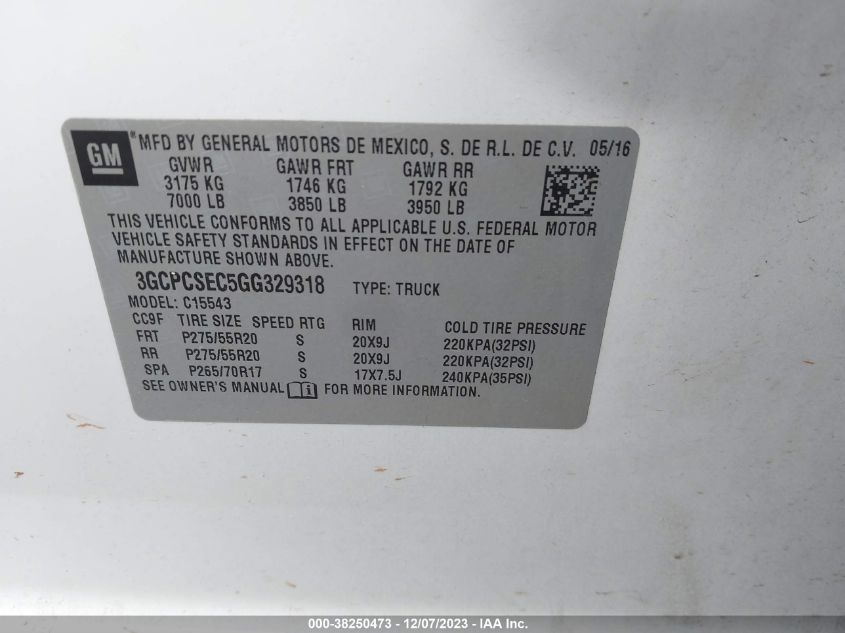 GM ® MFD BY GENERAL MOTORS DE MEXICO, S. DE R.L. DE C.V. 05/16
GVWR GAWR FRT GAWR RR
3175 KG 1746 KG 1792 KG
7000 LB 3850 LB 3950 LB
THIS VEHICLE CONFORMS TO ALL APPLICABLE U.S. FEDERAL MOTOR
VEHICLE SAFETY STANDARDS IN EFFECT ON THE DATE OF
MANUFACTURE SHOWN ABOVE.
3GCPCSEC5GG329318 TYPE: TRUCK
MODEL: C15543
CC9F TIRE SIZE SPEED RTG RIM COLD TIRE PRESSURE
FRT P275/55R20 S 20X9J 220KPA(32PSI)
RR P275/55R20 S 20X9J 220KPA(32PSI)
SPA P265/70R17 S 17X7.5J 240KPA(35PSI)
SEE OWNER'S MANUAL i FOR MORE INFORMATION.
000-38250473 - 12/07/2023 - IAA Inc.